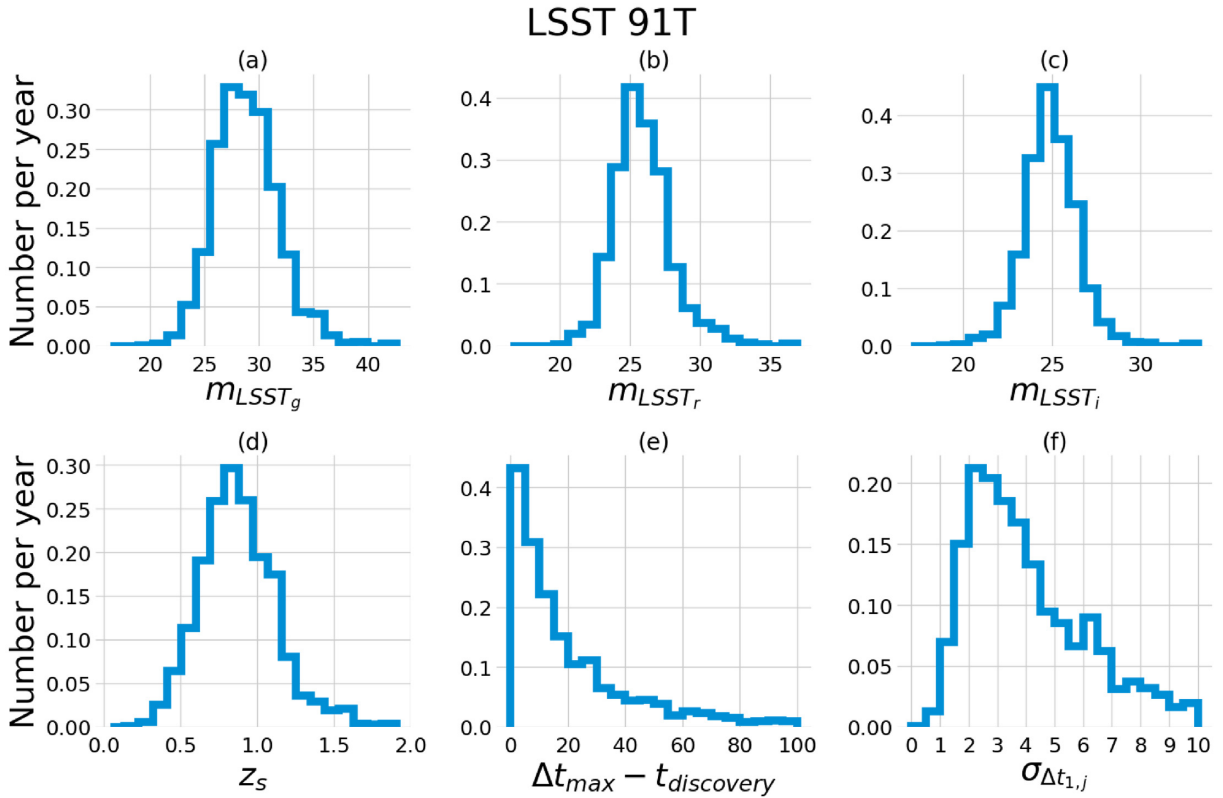 LSST 91T
(a)
(b)
(c)
Number per year
0.30
0.25
0.20
0.15
0.10
0.05
0.00
20 25 30 35 40
m_{LSST_g}
0.4
0.3
0.2
0.1
0.0
20 25 30 35
m_{LSST_r}
0.4
0.3
0.2
0.1
0.0
20 25 30
m_{LSST_i}
(d)
(e)
(f)
Number per year
0.30
0.25
0.20
0.15
0.10
0.05
0.00
0.0 0.5 1.0 1.5 2.0
z_s
0.4
0.3
0.2
0.1
0.0
0 20 40 60 80 100
Δt_{max} − t_{discovery}
0.20
0.15
0.10
0.05
0.00
0 1 2 3 4 5 6 7 8 9 10
σ_{Δt_{1,j}}